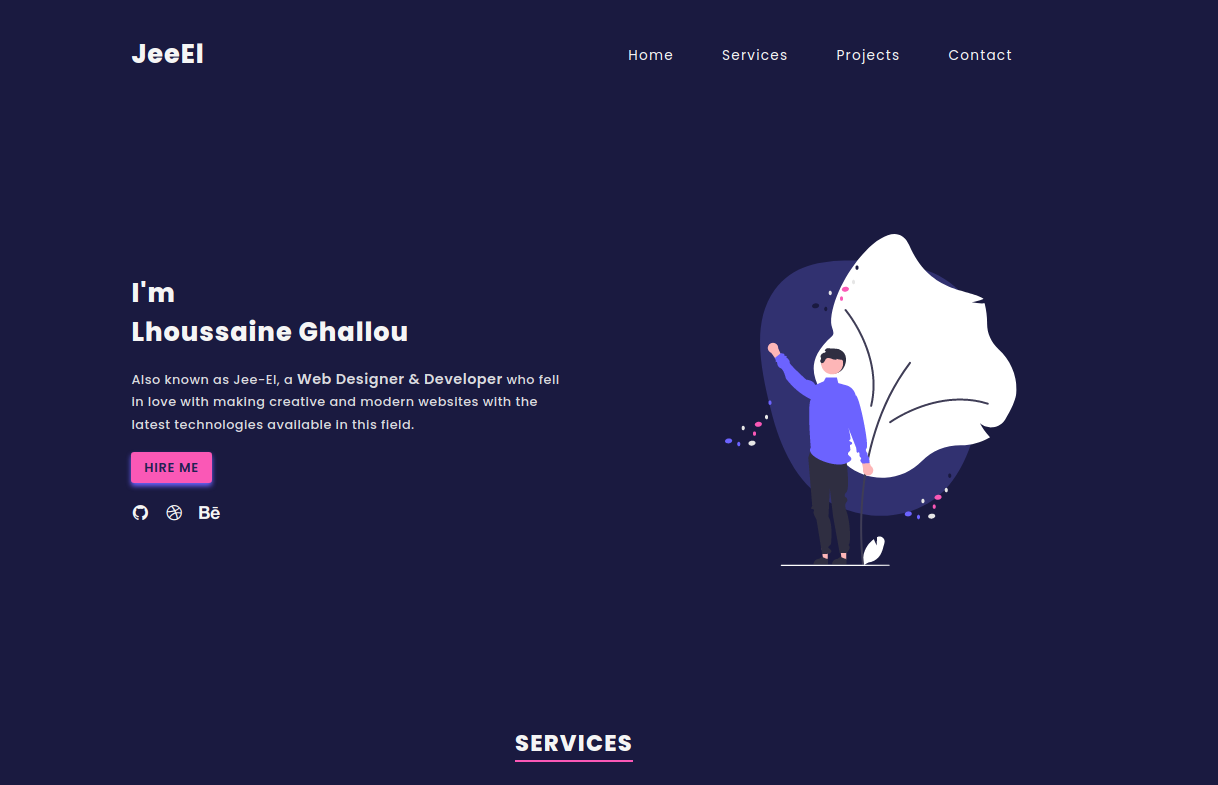 JeeEl
Home Services Projects Contact
I'm
Lhoussaine Ghallou
Also known as Jee-El, a Web Designer & Developer who fell
in love with making creative and modern websites with the
latest technologies available in this field.
HIRE ME
Bē
SERVICES